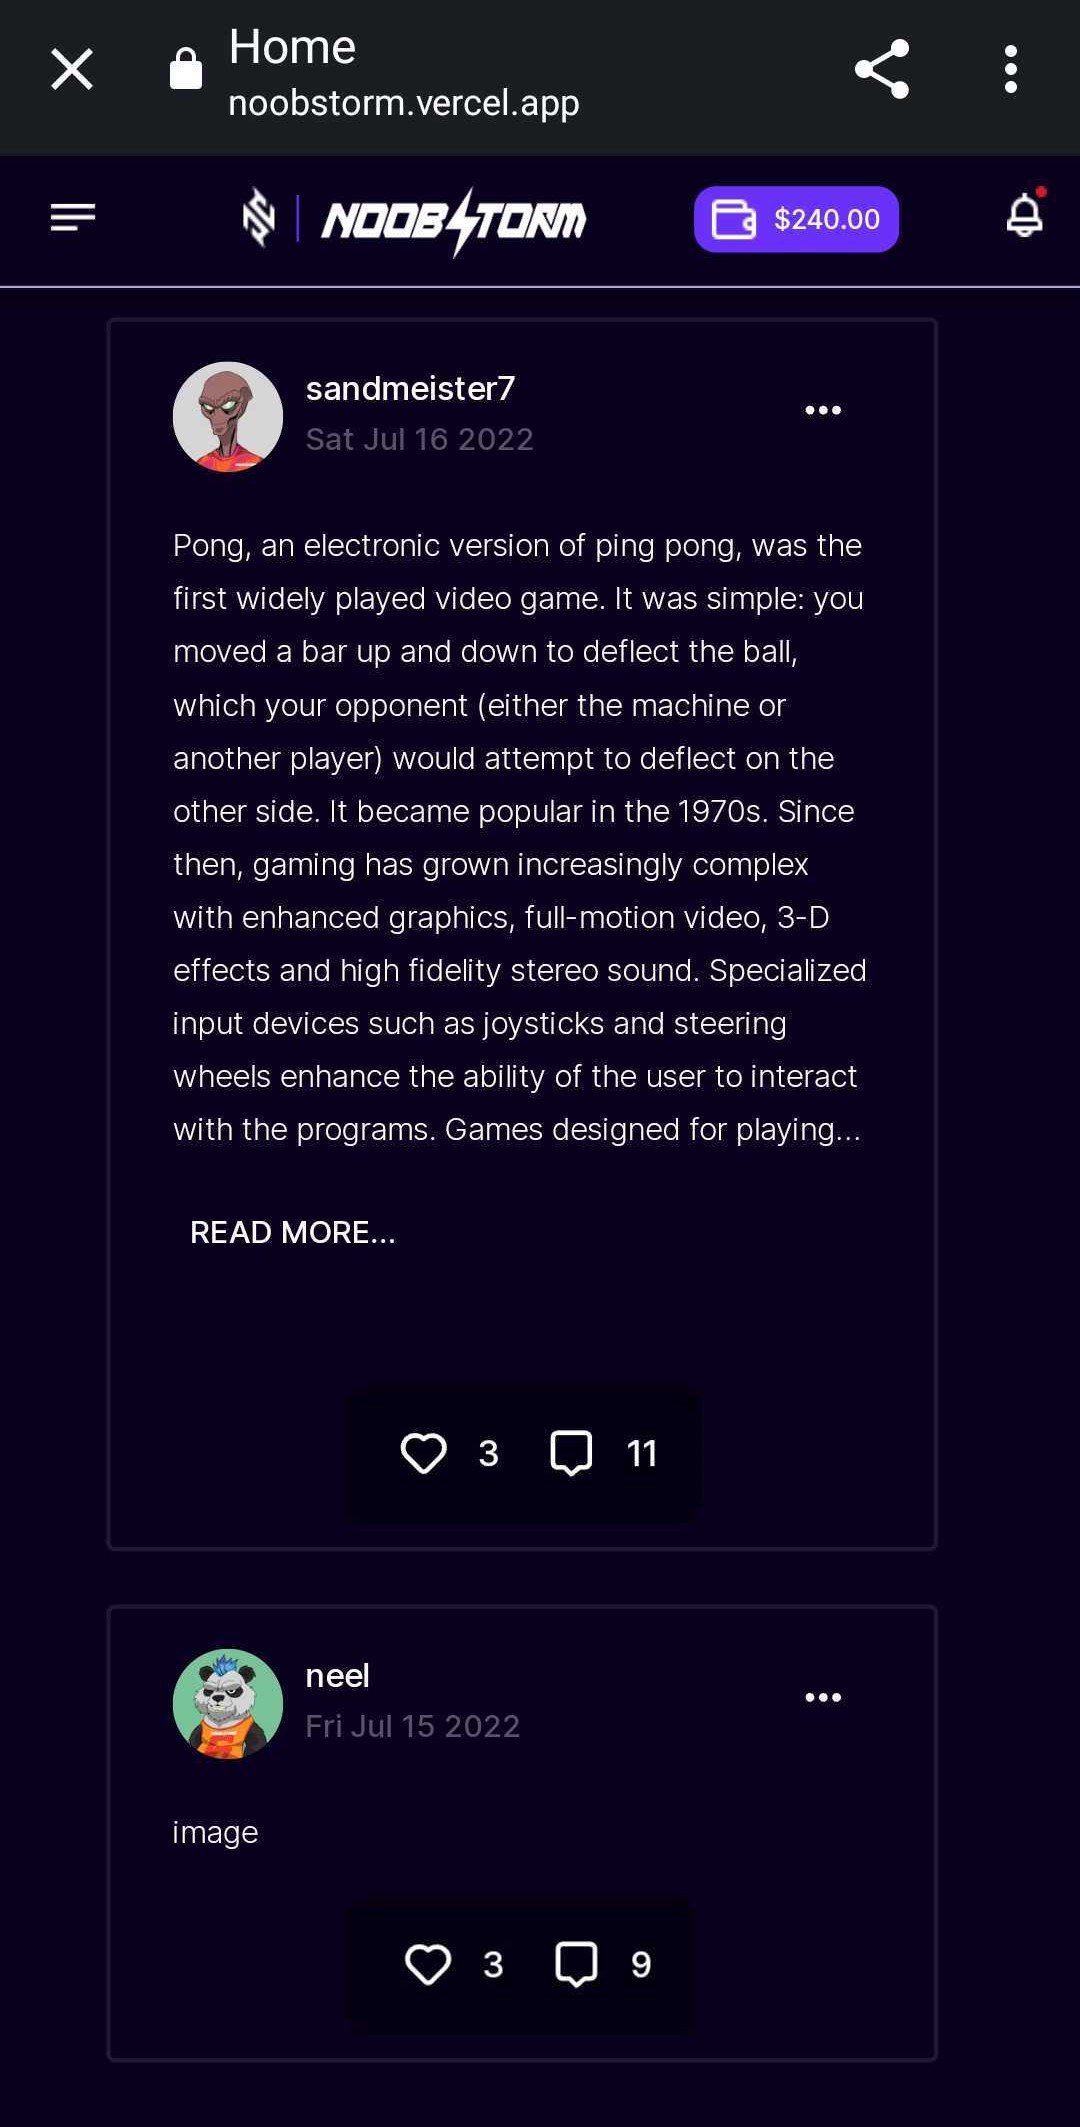 Home
noobstorm.vercel.app
NOOBSTORM
$240.00
sandmeister7
Sat Jul 16 2022
Pong, an electronic version of ping pong, was the
first widely played video game. It was simple: you
moved a bar up and down to deflect the ball,
which your opponent (either the machine or
another player) would attempt to deflect on the
other side. It became popular in the 1970s. Since
then, gaming has grown increasingly complex
with enhanced graphics, full-motion video, 3-D
effects and high fidelity stereo sound. Specialized
input devices such as joysticks and steering
wheels enhance the ability of the user to interact
with the programs. Games designed for playing...
READ MORE...
3 11
neel
Fri Jul 15 2022
image
3 9